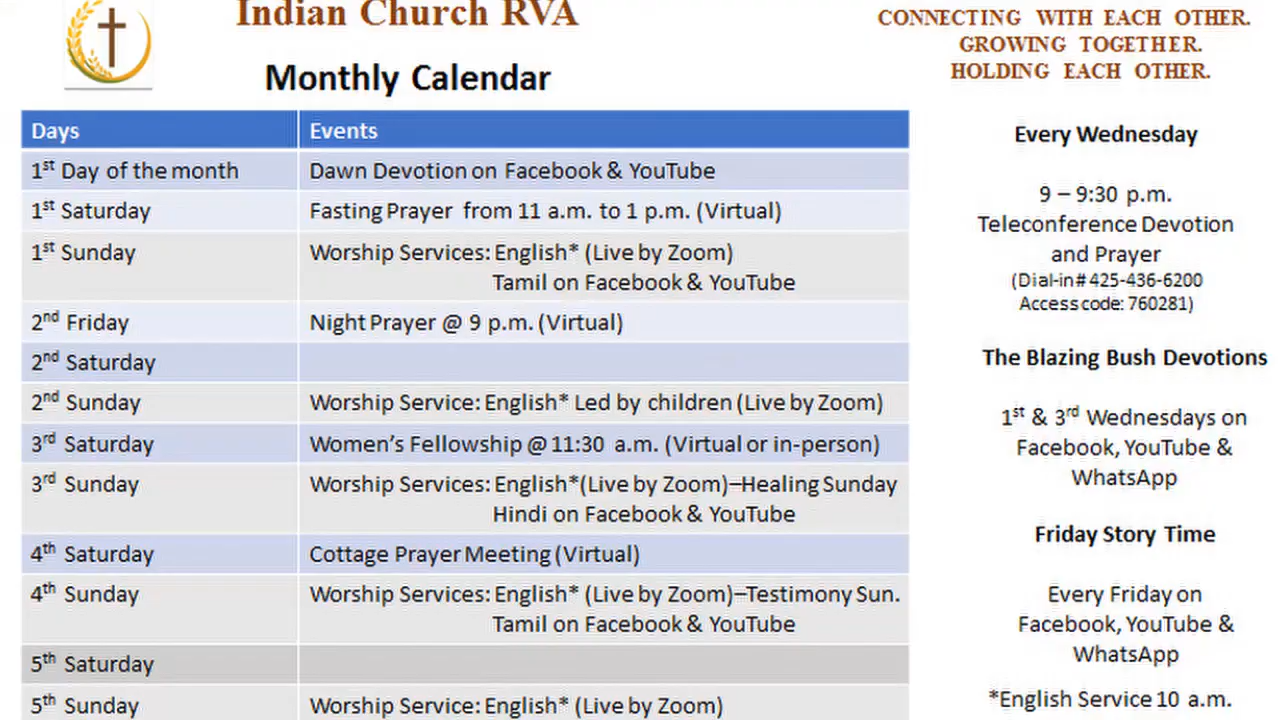 Indian Church RVA
Monthly Calendar
Days Events
1st Day of the month Dawn Devotion on Facebook & YouTube
1st Saturday Fasting Prayer from 11 a.m. to 1 p.m. (Virtual)
1st Sunday Worship Services: English* (Live by Zoom)
Tamil on Facebook & YouTube
2nd Friday Night Prayer @ 9 p.m. (Virtual)
2nd Saturday
2nd Sunday Worship Service: English* Led by children (Live by Zoom)
3rd Saturday Women's Fellowship @ 11:30 a.m. (Virtual or in-person)
3rd Sunday Worship Services: English*(Live by Zoom)–Healing Sunday
Hindi on Facebook & YouTube
4th Saturday Cottage Prayer Meeting (Virtual)
4th Sunday Worship Services: English* (Live by Zoom)–Testimony Sun.
Tamil on Facebook & YouTube
5th Saturday
5th Sunday Worship Service: English* (Live by Zoom)
CONNECTING WITH EACH OTHER.
GROWING TOGETHER.
HOLDING EACH OTHER.
Every Wednesday
9 – 9:30 p.m.
Teleconference Devotion
and Prayer
(Dial-in# 425-436-6200
Access code: 760281)
The Blazing Bush Devotions
1st & 3rd Wednesdays on
Facebook, YouTube &
WhatsApp
Friday Story Time
Every Friday on
Facebook, YouTube &
WhatsApp
*English Service 10 a.m.